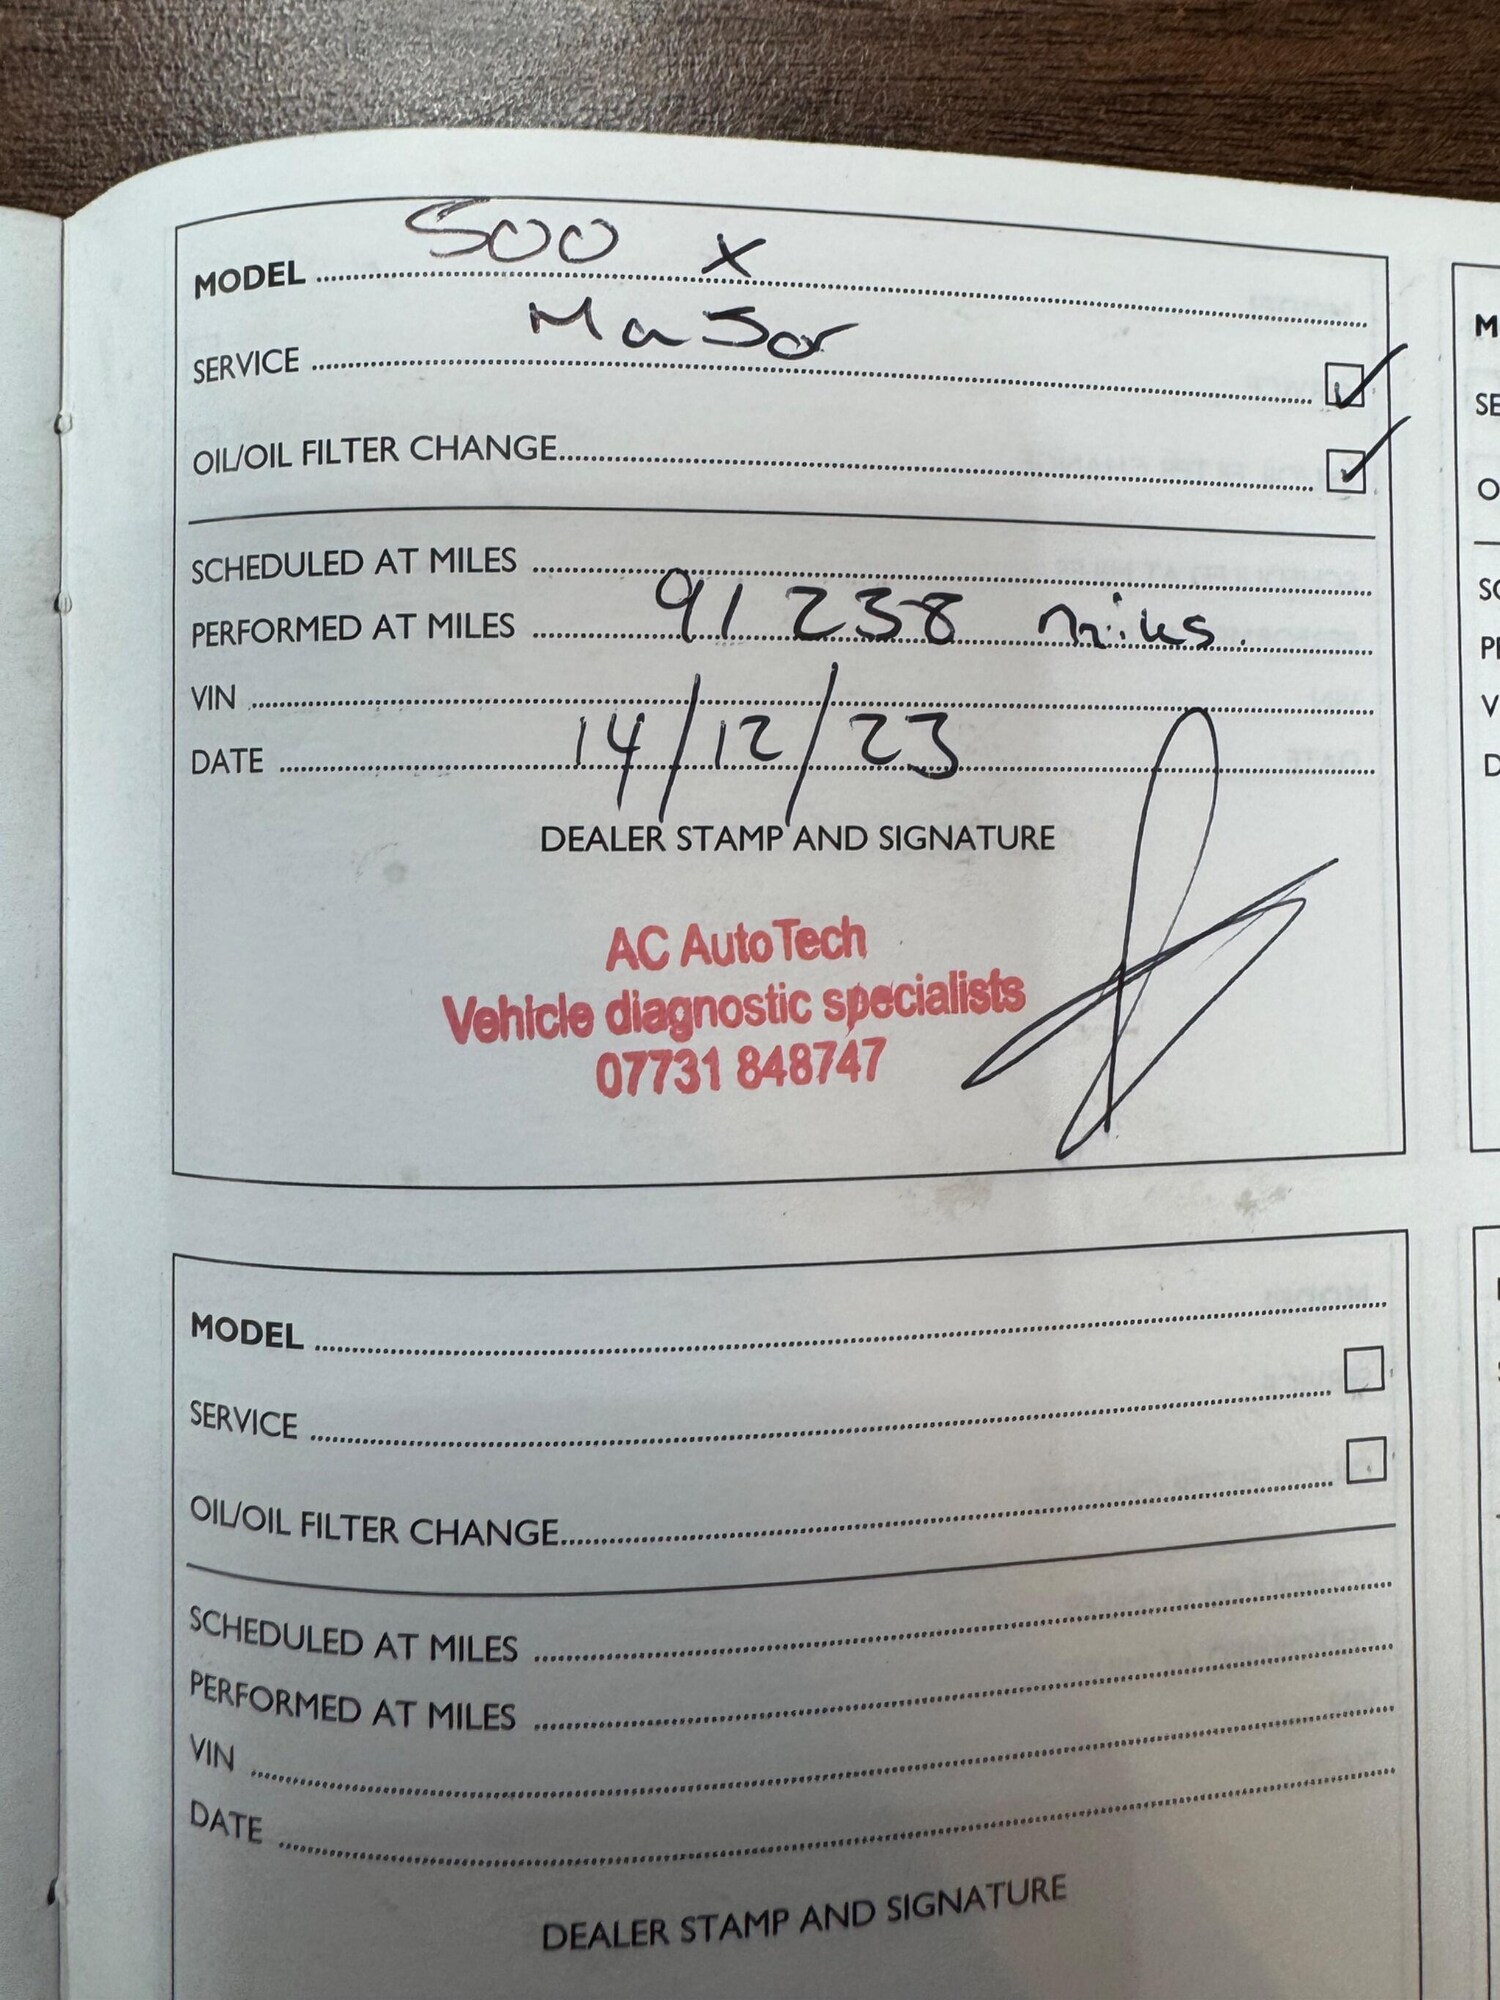 MODEL 500 X
SERVICE Major
OIL/OIL FILTER CHANGE
SCHEDULED AT MILES
PERFORMED AT MILES 91 238 miles.
VIN
DATE 14/12/23
DEALER STAMP AND SIGNATURE
AC AutoTech
Vehicle diagnostic specialists
07731 848747
MODEL
SERVICE
OIL/OIL FILTER CHANGE
SCHEDULED AT MILES
PERFORMED AT MILES
VIN
DATE
DEALER STAMP AND SIGNATURE